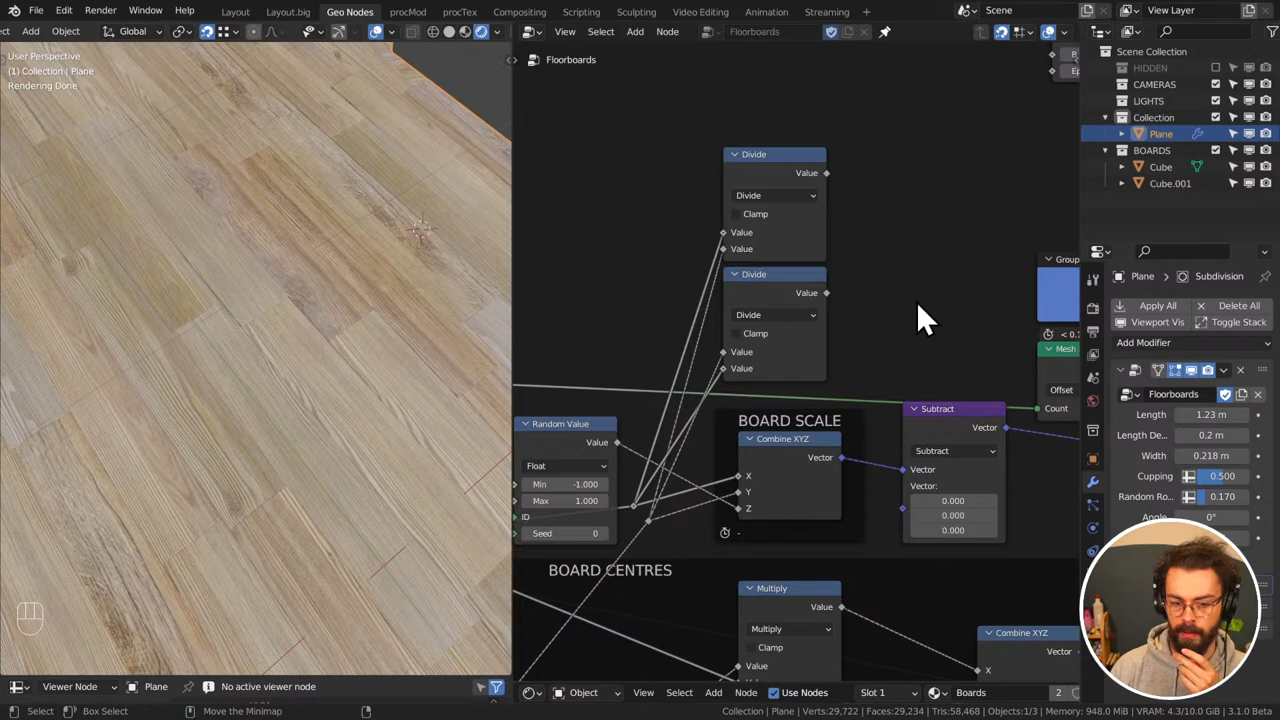 File Edit Render Window Help Layout Layout.big Geo Nodes procMod procTex Compositing Scripting Sculpting Video Editing Animation Streaming + Scene View Layer
ct Add Object Global View Select Add Node Floorboards
User Perspective
(1) Collection | Plane
Rendering Done
Floorboards
Scene Collection
HIDDEN
CAMERAS
LIGHTS
Collection
Plane
BOARDS
Cube
Cube.001
Divide
Value
Divide
Clamp
Value
Value
Divide
Value
Divide
Clamp
Value
Value
Group
Mesh
Offset
Count
Random Value
Value
Float
Min -1.000
Max 1.000
ID
Seed 0
BOARD SCALE
Combine XYZ
Vector
X
Y
Z
-
Subtract
Vector
Subtract
Vector
Vector:
0.000
0.000
0.000
BOARD CENTRES
Multiply
Value
Multiply
Clamp
Value
Combine XYZ
Vector
X
Plane > Subdivision
Apply All Delete All
Viewport Vis Toggle Stack
Add Modifier
Floorboards
Length 1.23 m
Length De... 0.2 m
Width 0.218 m
Cupping 0.500
Random Ro... 0.170
Angle 0°
Viewer Node Plane No active viewer node Object View Select Add Node Use Nodes Slot 1 Boards 2
Select Box Select Move the Minimap Collection | Plane | Verts:29,722 | Faces:29,234 | Tris:58,468 | Objects:1/3 | Memory: 948.0 MiB | VRAM: 4.3/10.0 GiB | 3.1.0 Beta